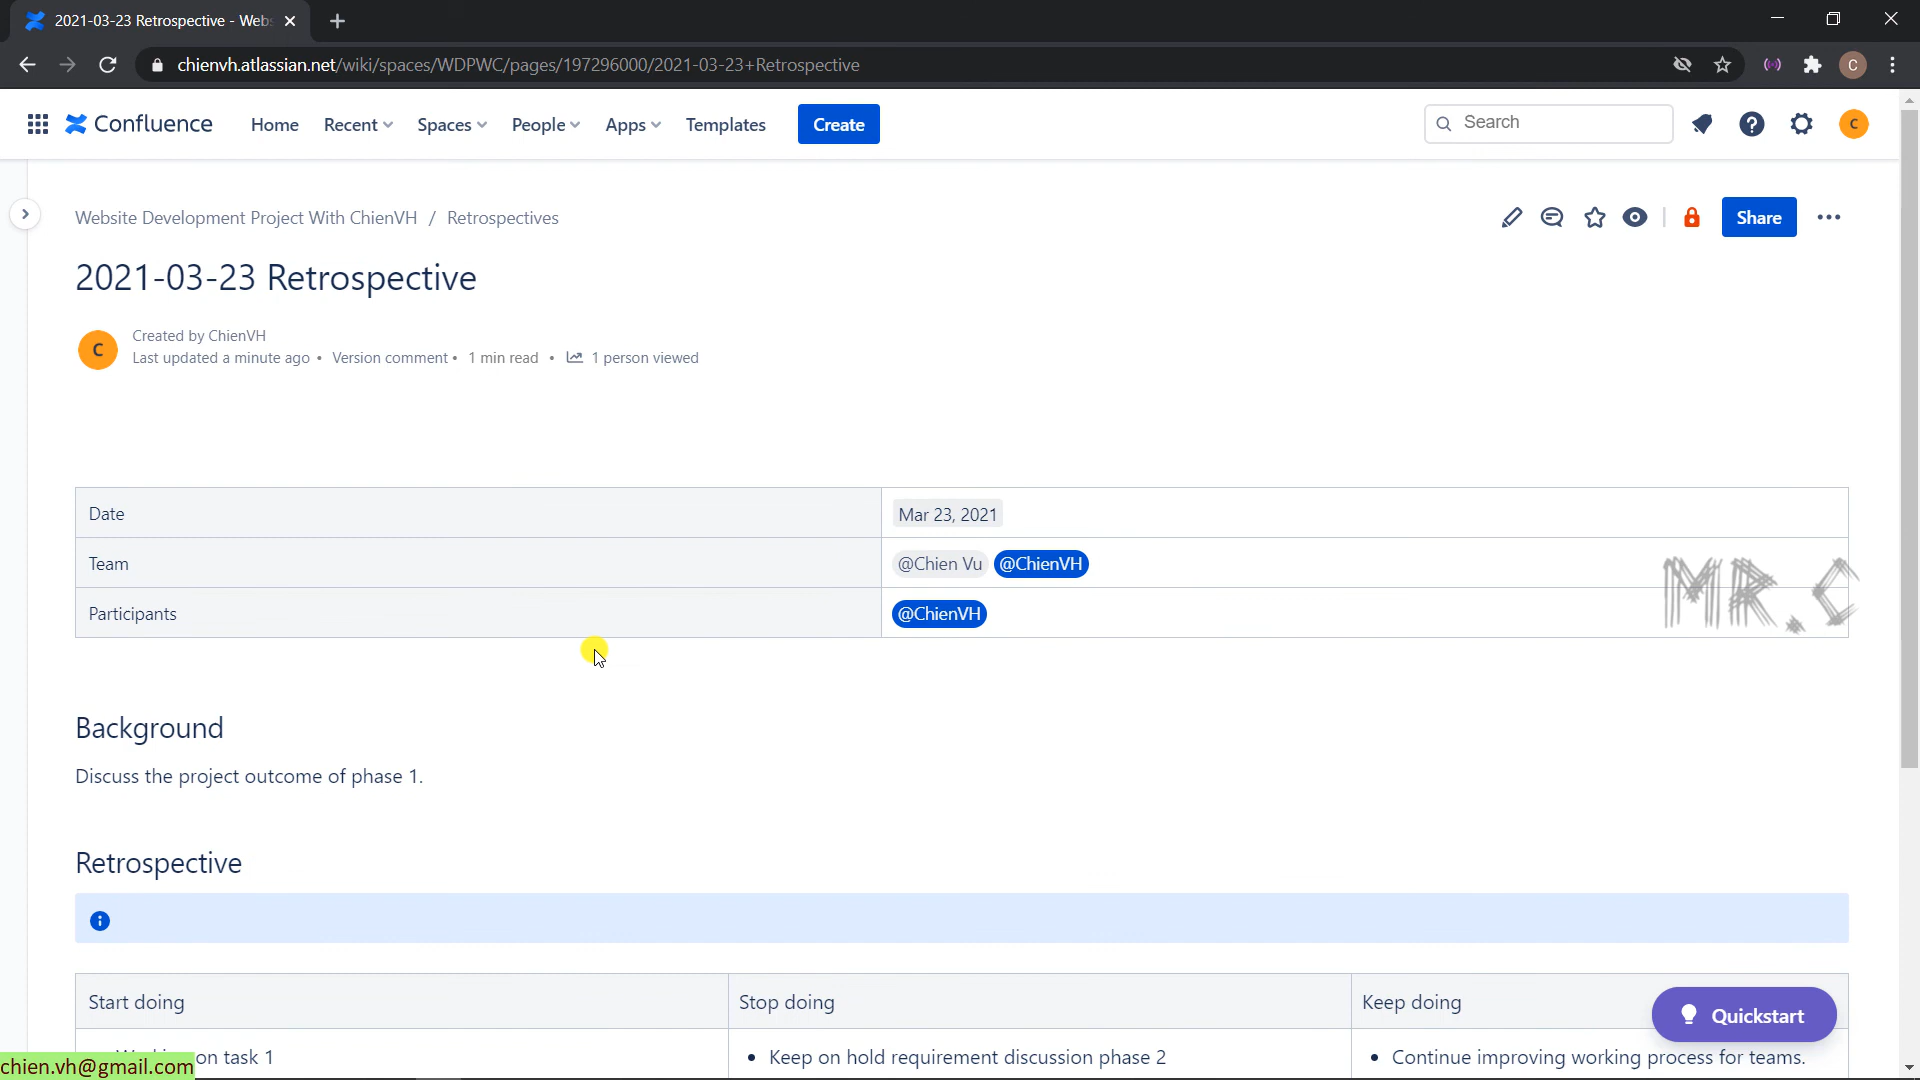 2021-03-23 Retrospective - Webs
chienvh.atlassian.net/wiki/spaces/WDPWC/pages/197296000/2021-03-23+Retrospective
C
Confluence
Home
Recent
Spaces
People
Apps
Templates
Create
Search
C
Website Development Project With ChienVH / Retrospectives
Share
2021-03-23 Retrospective
C
Created by ChienVH
Last updated a minute ago • Version comment • 1 min read • 1 person viewed
Date
Mar 23, 2021
Team
@Chien Vu @ChienVH
Participants
@ChienVH
MR.C
Background
Discuss the project outcome of phase 1.
Retrospective
Start doing
Stop doing
Keep doing
Quickstart
on task 1
• Keep on hold requirement discussion phase 2
• Continue improving working process for teams.
chien.vh@gmail.com